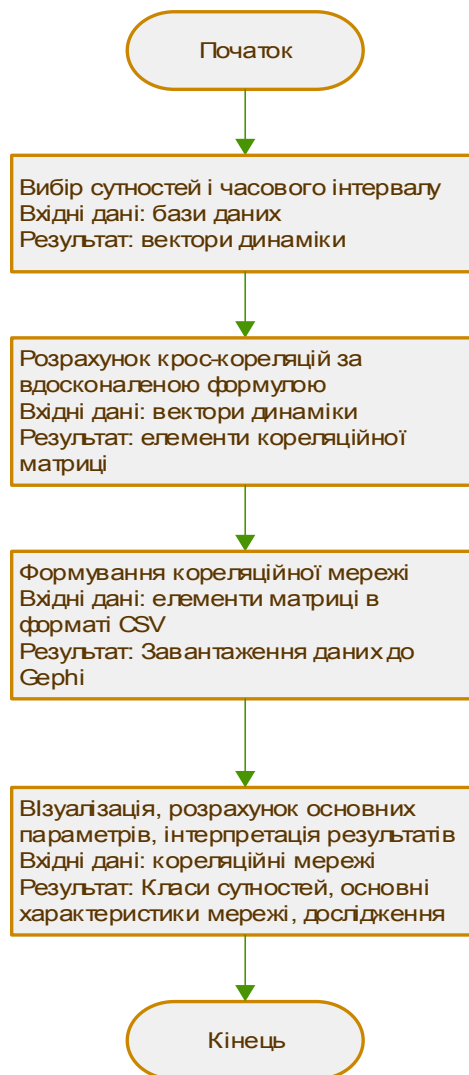 Початок
Вибір сутностей і часового інтервалу
Вхідні дані: бази даних
Результат: вектори динаміки
Розрахунок крос-кореляцій за
вдосконаленою формулою
Вхідні дані: вектори динаміки
Результат: елементи кореляційної
матриці
Формування кореляційної мережі
Вхідні дані: елементи матриці в
форматі CSV
Результат: Завантаження даних до
Gephi
ВІзуалізація, розрахунок основних
параметрів, інтерпретація результатів
Вхідні дані: кореляційні мережі
Результат: Класи сутностей, основні
характеристики мережі, дослідження
Кінець